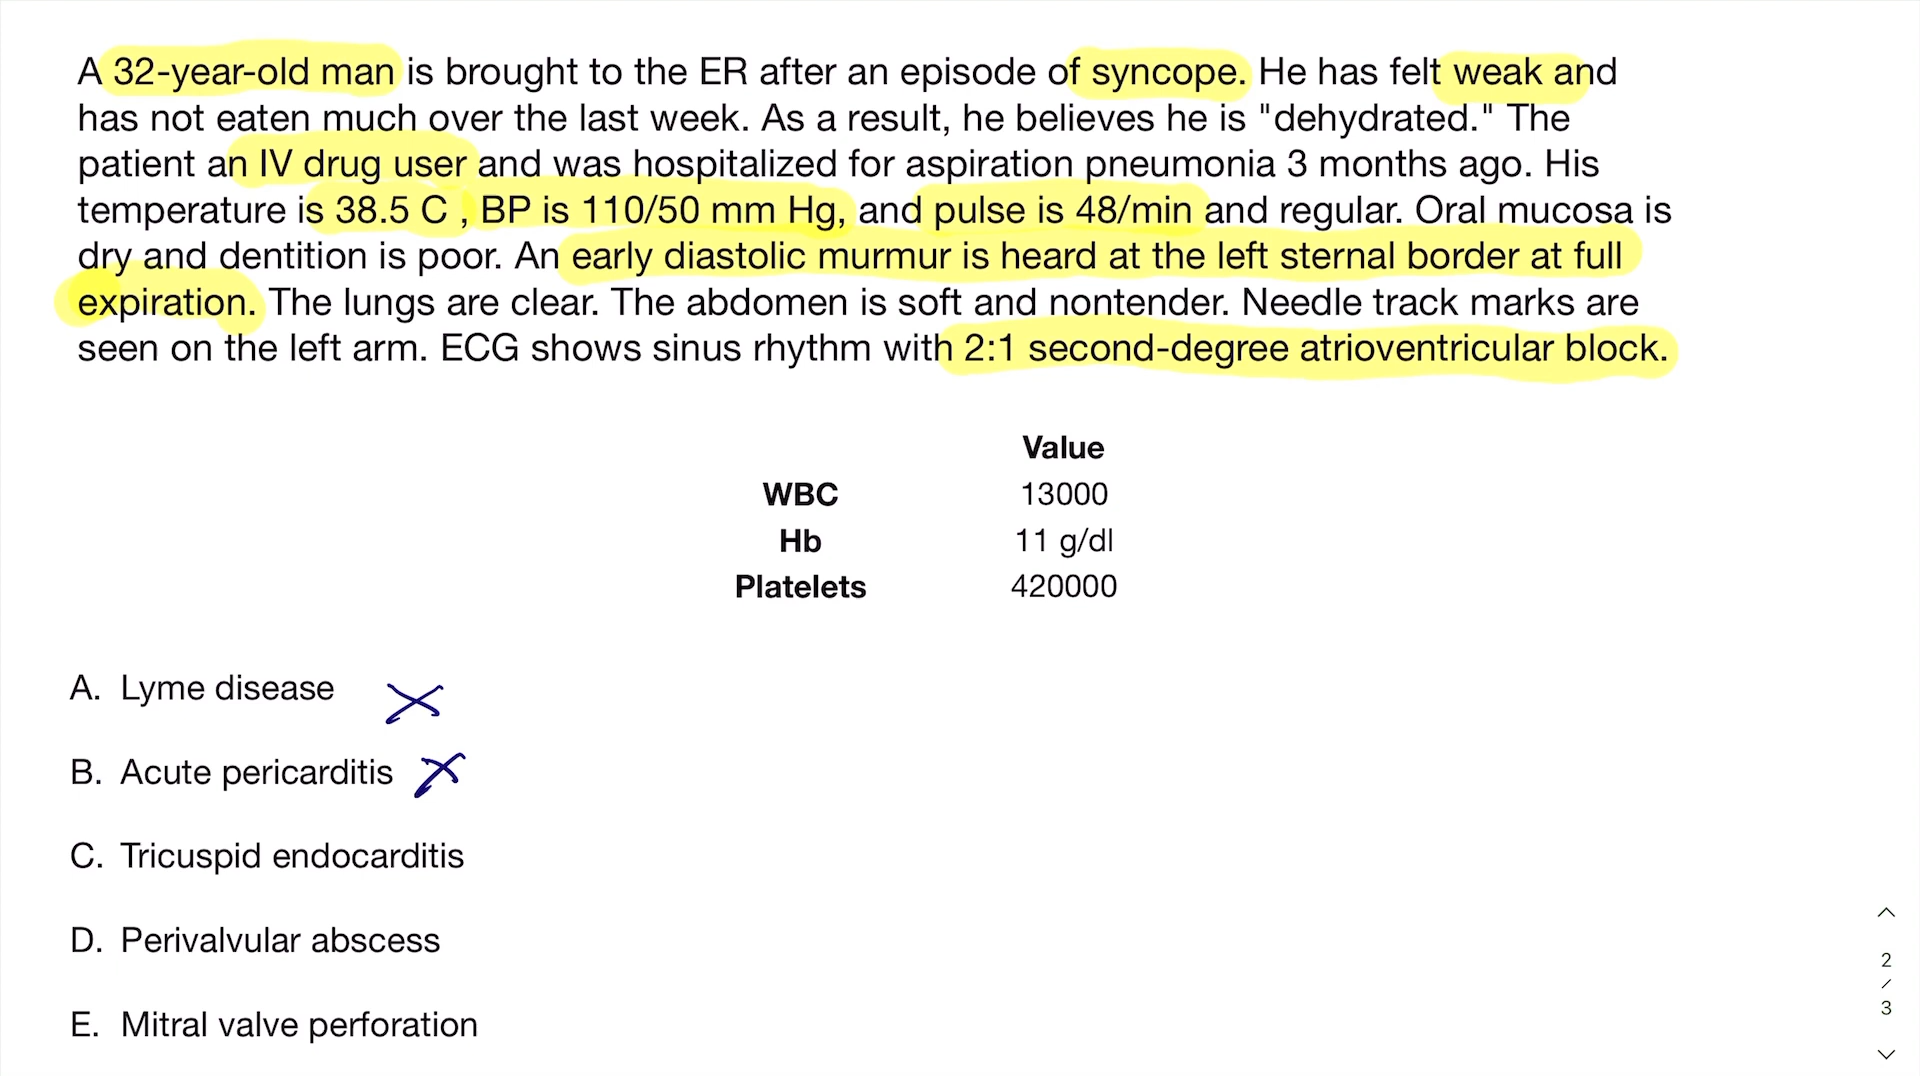 A 32-year-old man is brought to the ER after an episode of syncope. He has felt weak and
has not eaten much over the last week. As a result, he believes he is "dehydrated." The
patient an IV drug user and was hospitalized for aspiration pneumonia 3 months ago. His
temperature is 38.5 C , BP is 110/50 mm Hg, and pulse is 48/min and regular. Oral mucosa is
dry and dentition is poor. An early diastolic murmur is heard at the left sternal border at full
expiration. The lungs are clear. The abdomen is soft and nontender. Needle track marks are
seen on the left arm. ECG shows sinus rhythm with 2:1 second-degree atrioventricular block.
Value
WBC 13000
Hb 11 g/dl
Platelets 420000
A. Lyme disease
B. Acute pericarditis
C. Tricuspid endocarditis
D. Perivalvular abscess
E. Mitral valve perforation
2
/
3